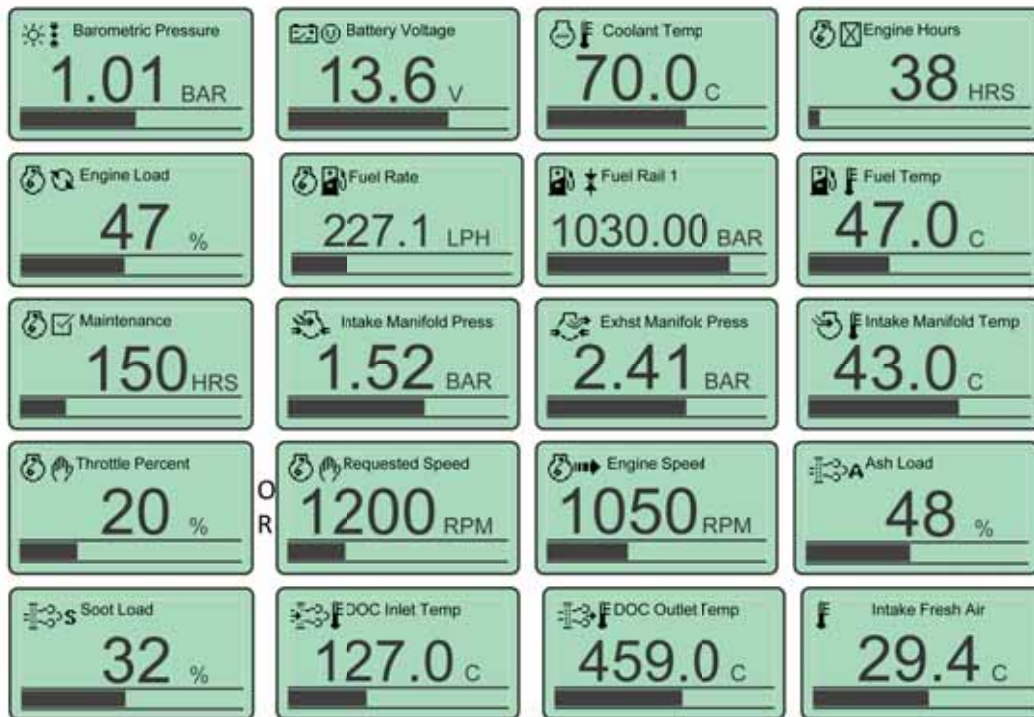 Barometric Pressure
1.01 BAR
Battery Voltage
13.6 V
Coolant Temp
70.0 C
Engine Hours
38 HRS
Engine Load
47 %
Fuel Rate
227.1 LPH
Fuel Rail 1
1030.00 BAR
Fuel Temp
47.0 C
Maintenance
150 HRS
Intake Manifold Press
1.52 BAR
Exhst Manifold Press
2.41 BAR
Intake Manifold Temp
43.0 C
Throttle Percent
20 %
O
R
Requested Speed
1200 RPM
Engine Speed
1050 RPM
A Ash Load
48 %
S Soot Load
32 %
DOC Inlet Temp
127.0 C
DOC Outlet Temp
459.0 C
Intake Fresh Air
29.4 C